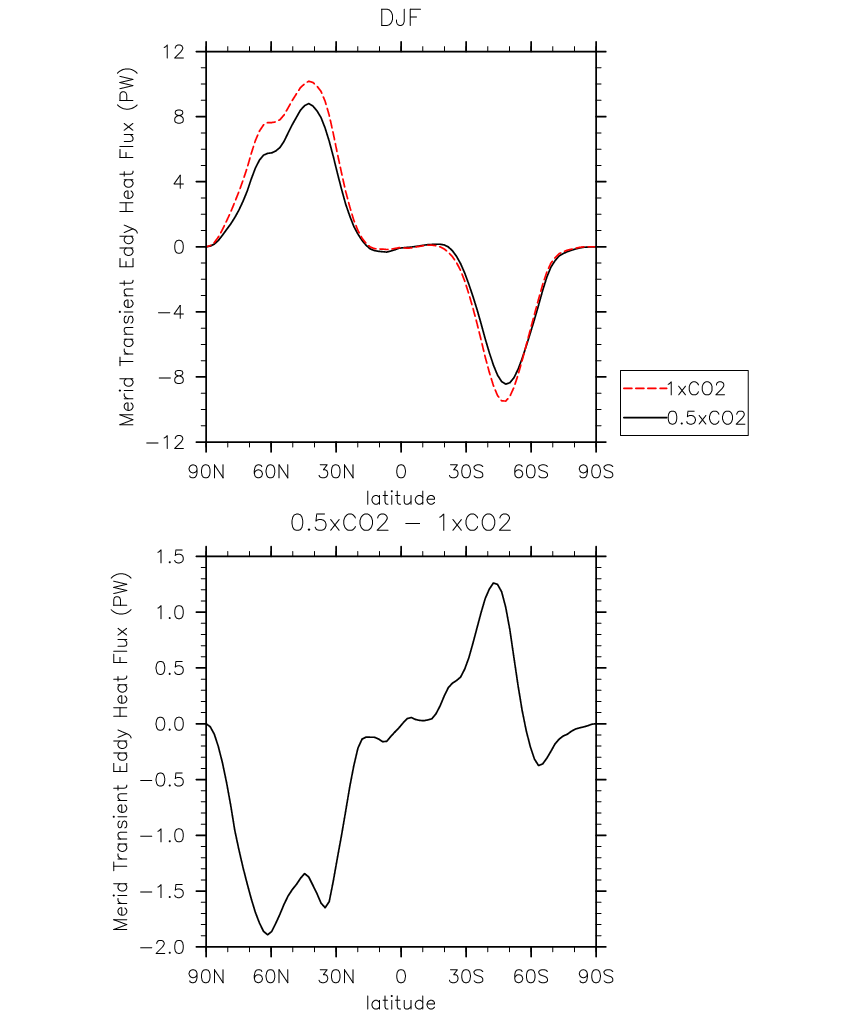 DJF
Merid Transient Eddy Heat Flux (PW)
12
8
4
0
−4
−8
−12
90N 60N 30N 0 30S 60S 90S
latitude
1xCO2
0.5xCO2
0.5xCO2 − 1xCO2
Merid Transient Eddy Heat Flux (PW)
1.5
1.0
0.5
0.0
−0.5
−1.0
−1.5
−2.0
90N 60N 30N 0 30S 60S 90S
latitude